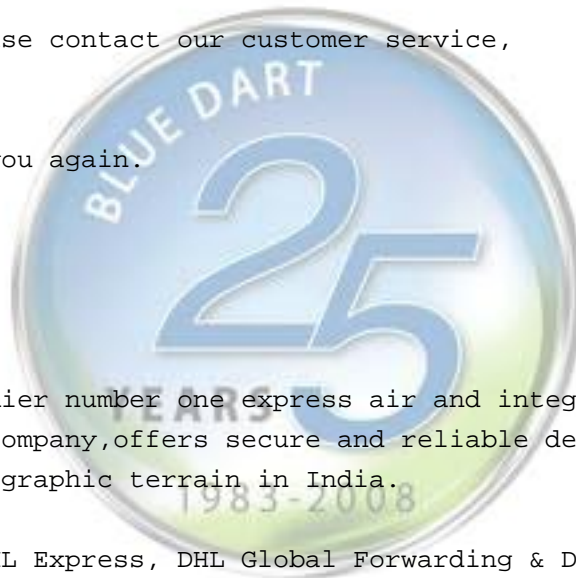 se contact our customer service,
BLUE DART
ou again.
25
YEARS
ier number one express air and integ
ompany,offers secure and reliable de
graphic terrain in India.
1983-2008
L Express, DHL Global Forwarding & D